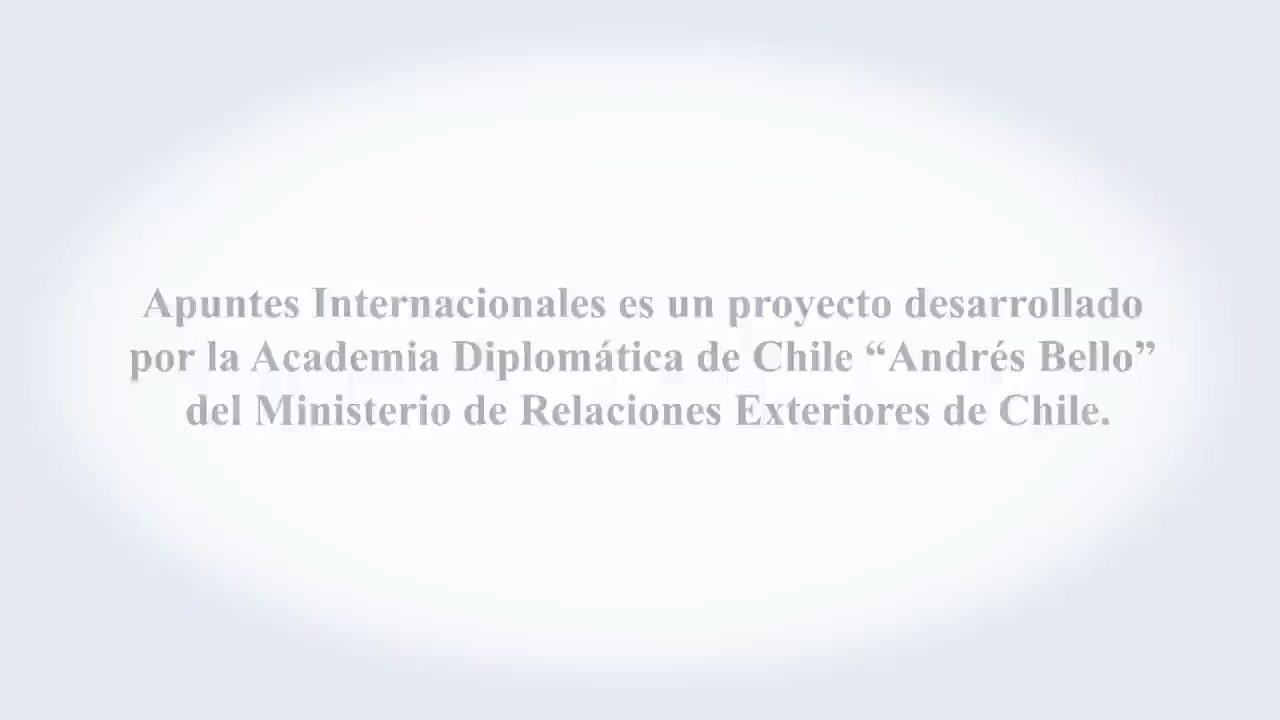 Apuntes Internacionales es un proyecto desarrollado
por la Academia Diplomática de Chile “Andrés Bello”
del Ministerio de Relaciones Exteriores de Chile.